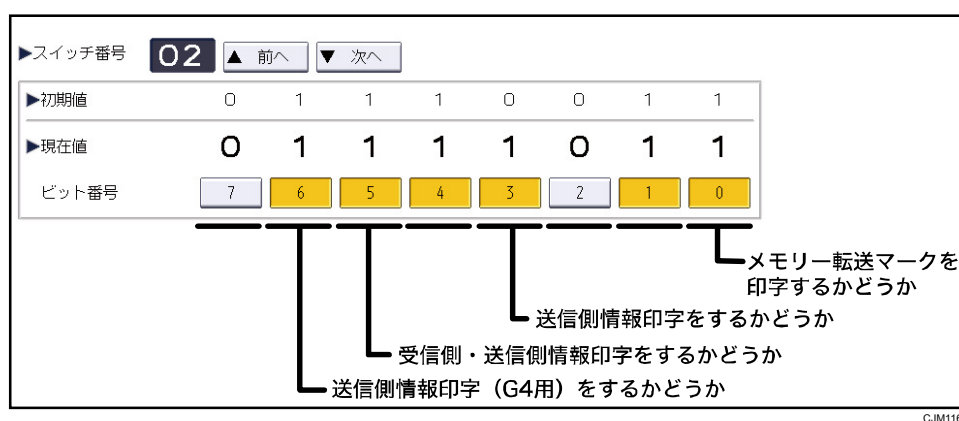 ▶スイッチ番号 02 ▲ 前へ ▼ 次へ
▶初期値 0 1 1 1 0 0 1 1
▶現在値 0 1 1 1 1 0 1 1
ビット番号 7 6 5 4 3 2 1 0
メモリー転送マークを
印字するかどうか
送信側情報印字をするかどうか
受信側・送信側情報印字をするかどうか
送信側情報印字（G4用）をするかどうか
CJM116